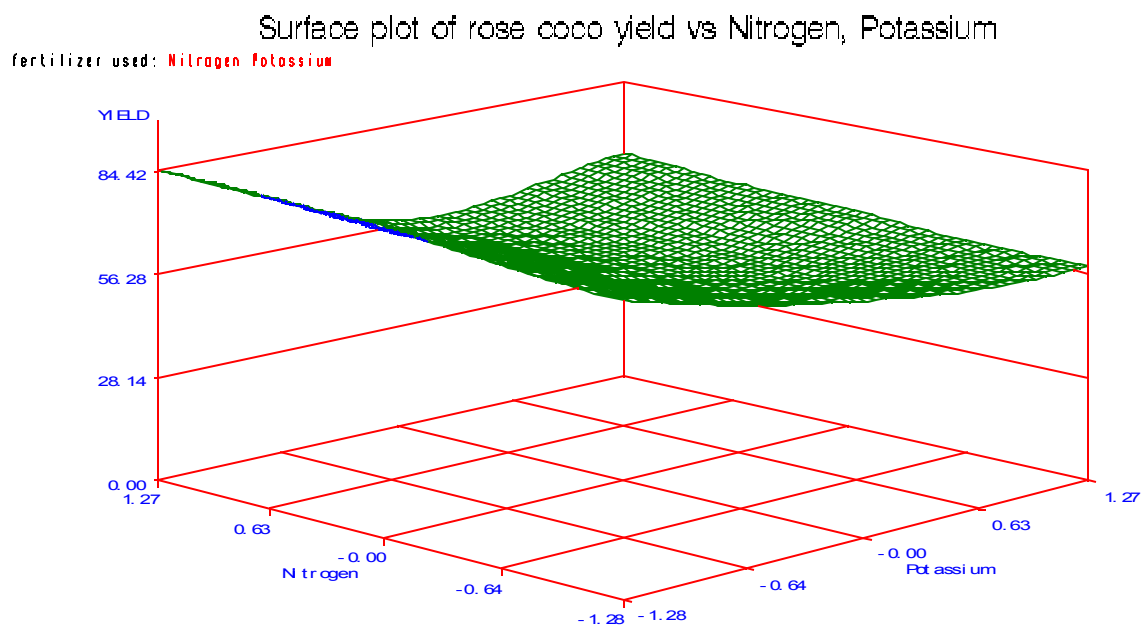 Surface plot of rose coco yield vs Nitrogen, Potassium
fertilizer used: Nitrogen Potassium
YIELD
84.42
56.28
28.14
0.00
1.27
0.63
-0.00
Nitrogen
-0.64
-1.28
-1.28
-0.64
-0.00
Potassium
0.63
1.27